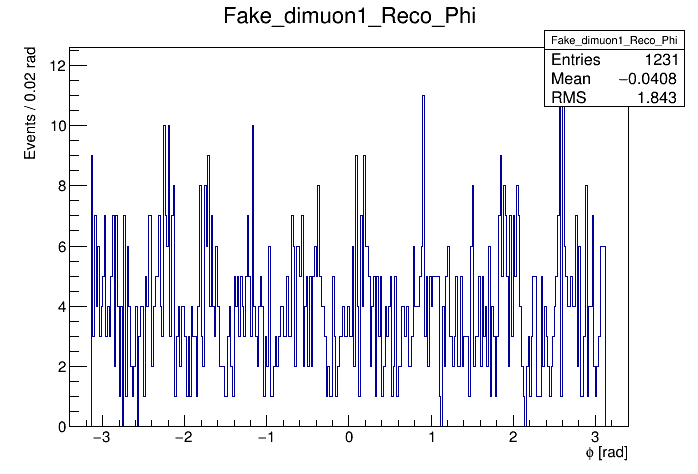 Fake_dimuon1_Reco_Phi
Fake_dimuon1_Reco_Phi
Entries 1231
Mean −0.0408
RMS 1.843
Events / 0.02 rad
12
10
8
6
4
2
0
−3 −2 −1 0 1 2 3
ϕ [rad]